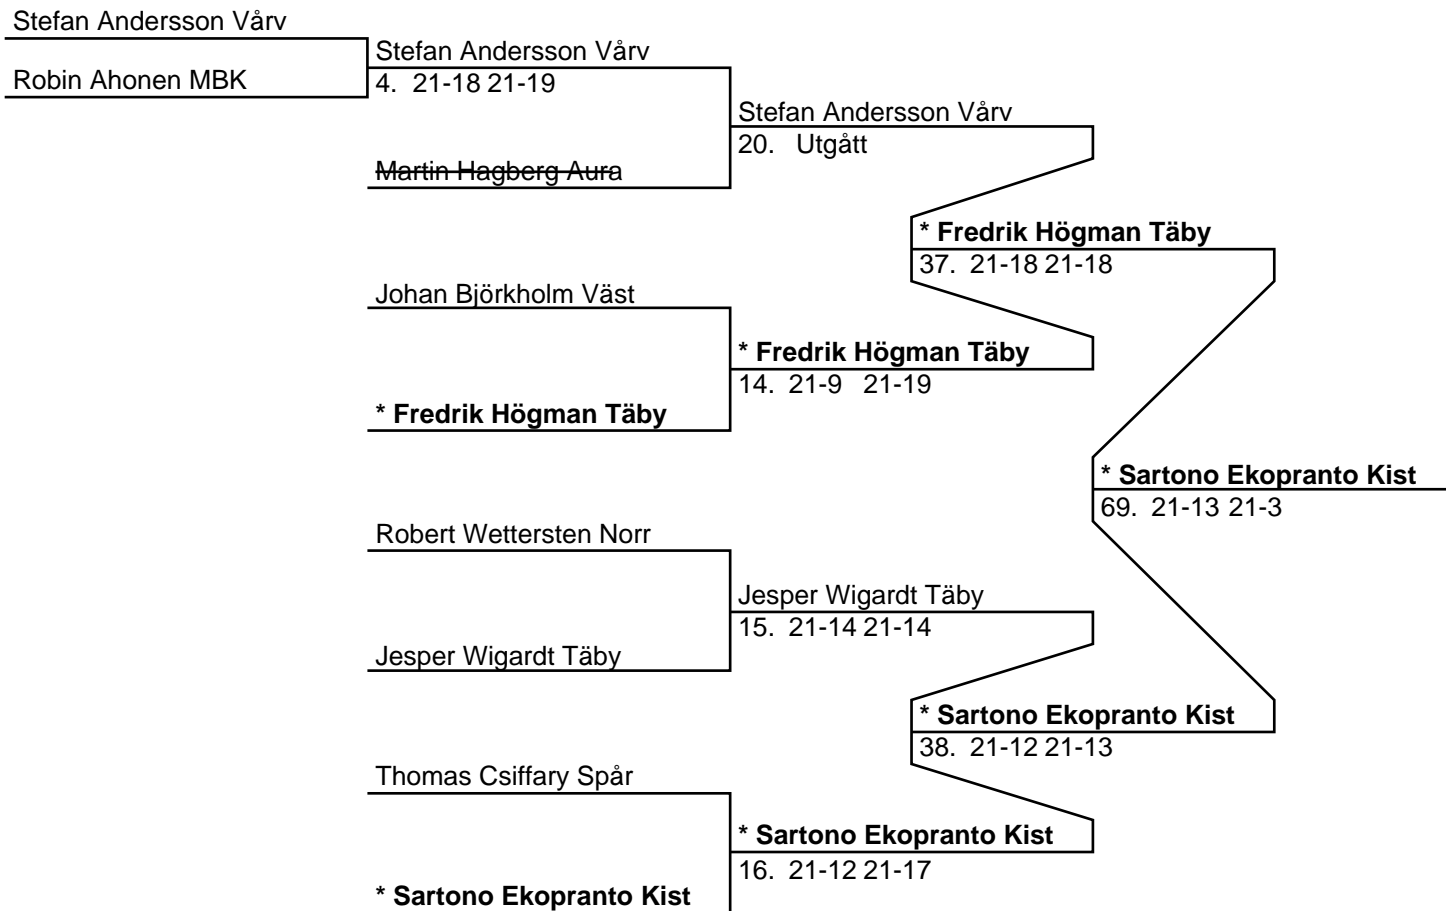 Stefan Andersson Vårv
Stefan Andersson Vårv
Robin Ahonen MBK
4. 21-18 21-19
Stefan Andersson Vårv
20. Utgått
Martin Hagberg Aura
* Fredrik Högman Täby
37. 21-18 21-18
Johan Björkholm Väst
* Fredrik Högman Täby
14. 21-9 21-19
* Fredrik Högman Täby
* Sartono Ekopranto Kist
69. 21-13 21-3
Robert Wettersten Norr
Jesper Wigardt Täby
15. 21-14 21-14
Jesper Wigardt Täby
* Sartono Ekopranto Kist
38. 21-12 21-13
Thomas Csiffary Spår
* Sartono Ekopranto Kist
16. 21-12 21-17
* Sartono Ekopranto Kist